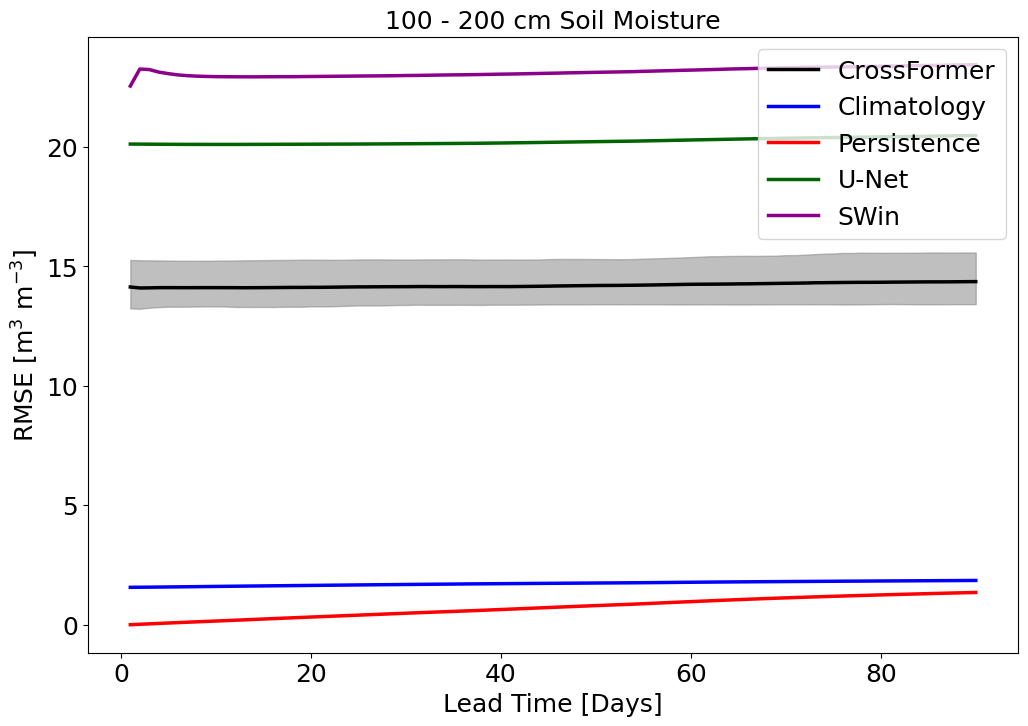 100 - 200 cm Soil Moisture
RMSE [m³ m⁻³]
20
15
10
5
0
0 20 40 60 80
Lead Time [Days]
CrossFormer
Climatology
Persistence
U-Net
SWin